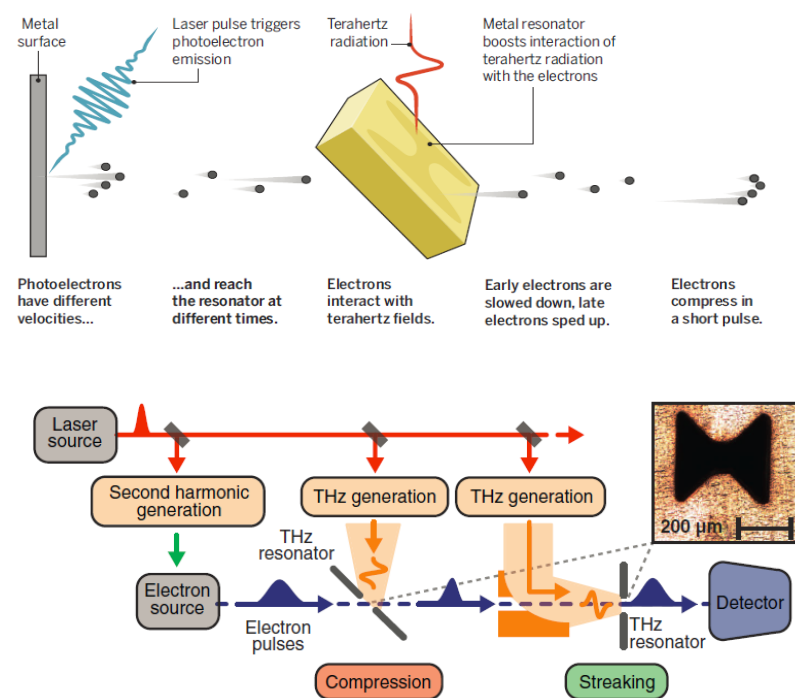 Metal
surface
Laser pulse triggers
photoelectron
emission
Terahertz
radiation
Metal resonator
boosts interaction of
terahertz radiation
with the electrons
Photoelectrons
have different
velocities...
...and reach
the resonator at
different times.
Electrons
interact with
terahertz fields.
Early electrons are
slowed down, late
electrons sped up.
Electrons
compress in
a short pulse.
Laser
source
Second harmonic
generation
THz generation
THz generation
200 μm
THz
resonator
Electron
source
Electron
pulses
THz
resonator
Detector
Compression
Streaking